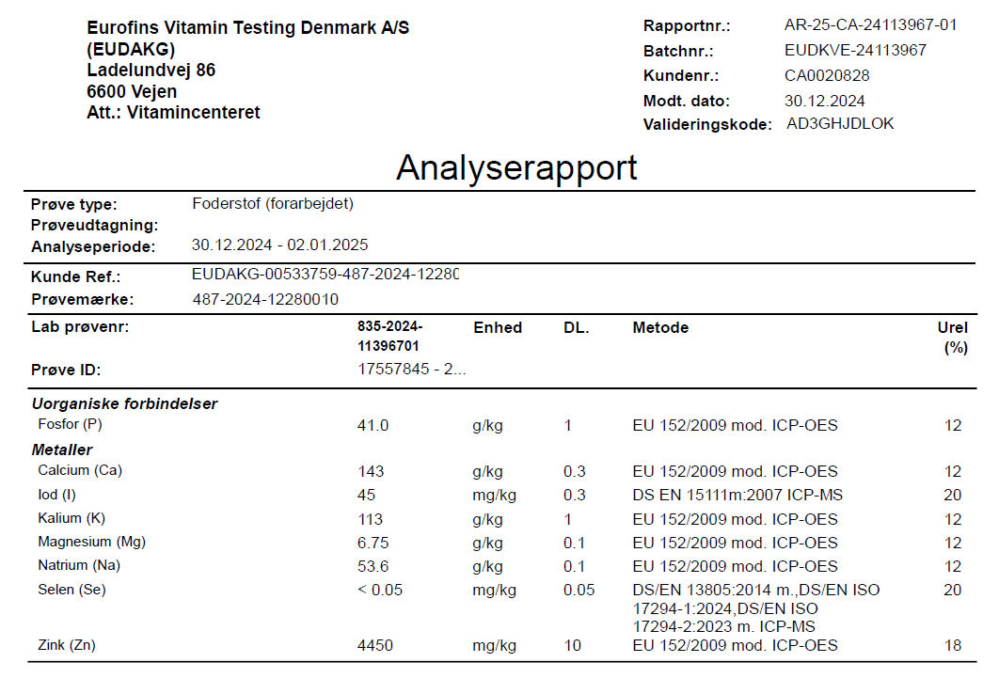 Eurofins Vitamin Testing Denmark A/S
(EUDAKG)
Ladelundvej 86
6600 Vejen
Att.: Vitamincenteret
Rapportnr.: AR-25-CA-24113967-01
Batchnr.: EUDKVE-24113967
Kundenr.: CA0020828
Modt. dato: 30.12.2024
Valideringskode: AD3GHJDLOK
Analyserapport
Prøve type: Foderstof (forarbejdet)
Prøveudtagning:
Analyseperiode: 30.12.2024 - 02.01.2025
Kunde Ref.: EUDAKG-00533759-487-2024-12280
Prøvemærke: 487-2024-12280010
Lab prøvenr: 835-2024- Enhed DL. Metode Urel
11396701 (%)
Prøve ID: 17557845 - 2...
Uorganiske forbindelser
Fosfor (P) 41.0 g/kg 1 EU 152/2009 mod. ICP-OES 12
Metaller
Calcium (Ca) 143 g/kg 0.3 EU 152/2009 mod. ICP-OES 12
Iod (I) 45 mg/kg 0.3 DS EN 15111m:2007 ICP-MS 20
Kalium (K) 113 g/kg 1 EU 152/2009 mod. ICP-OES 12
Magnesium (Mg) 6.75 g/kg 0.1 EU 152/2009 mod. ICP-OES 12
Natrium (Na) 53.6 g/kg 0.1 EU 152/2009 mod. ICP-OES 12
Selen (Se) < 0.05 mg/kg 0.05 DS/EN 13805:2014 m.,DS/EN ISO 20
17294-1:2024,DS/EN ISO
17294-2:2023 m. ICP-MS
Zink (Zn) 4450 mg/kg 10 EU 152/2009 mod. ICP-OES 18